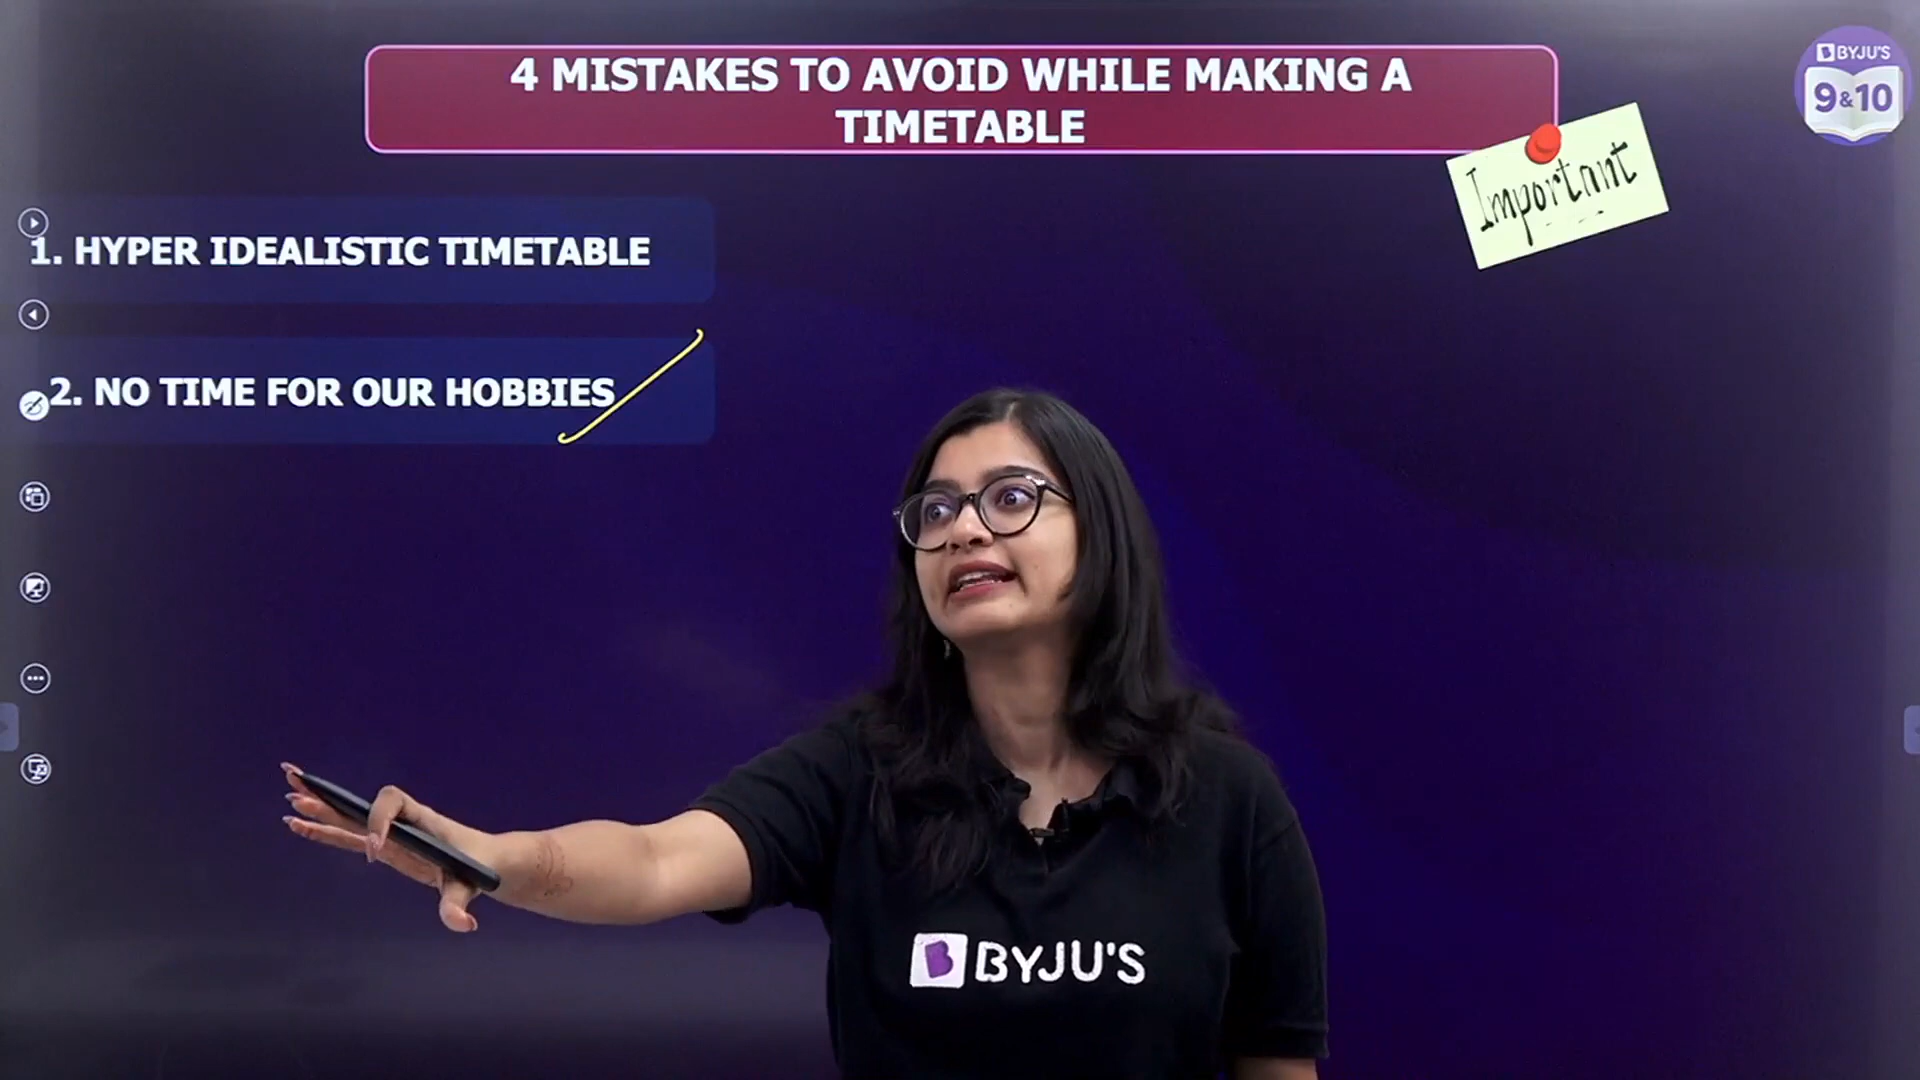 4 MISTAKES TO AVOID WHILE MAKING A
TIMETABLE
BYJU'S
9&10
Important
1. HYPER IDEALISTIC TIMETABLE
2. NO TIME FOR OUR HOBBIES
BYJU'S